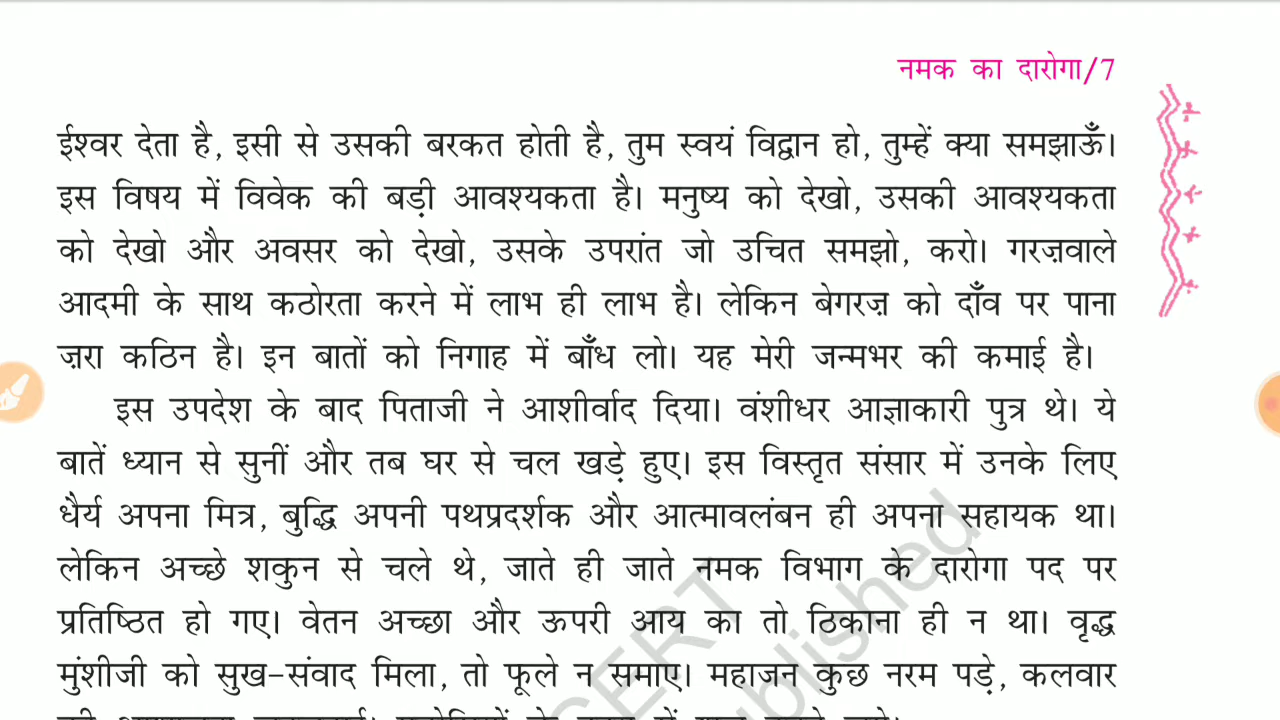 नमक का दारोगा/7
ईश्वर देता है, इसी से उसकी बरकत होती है, तुम स्वयं विद्वान हो, तुम्हें क्या समझाऊँ।
इस विषय में विवेक की बड़ी आवश्यकता है। मनुष्य को देखो, उसकी आवश्यकता
को देखो और अवसर को देखो, उसके उपरांत जो उचित समझो, करो। गरज़वाले
आदमी के साथ कठोरता करने में लाभ ही लाभ है। लेकिन बेगरज़ को दाँव पर पाना
ज़रा कठिन है। इन बातों को निगाह में बाँध लो। यह मेरी जन्मभर की कमाई है।
इस उपदेश के बाद पिताजी ने आशीर्वाद दिया। वंशीधर आज्ञाकारी पुत्र थे। ये
बातें ध्यान से सुनीं और तब घर से चल खड़े हुए। इस विस्तृत संसार में उनके लिए
धैर्य अपना मित्र, बुद्धि अपनी पथप्रदर्शक और आत्मावलंबन ही अपना सहायक था।
लेकिन अच्छे शकुन से चले थे, जाते ही जाते नमक विभाग के दारोगा पद पर
प्रतिष्ठित हो गए। वेतन अच्छा और ऊपरी आय का तो ठिकाना ही न था। वृद्ध
मुंशीजी को सुख-संवाद मिला, तो फूले न समाए। महाजन कुछ नरम पड़े, कलवार